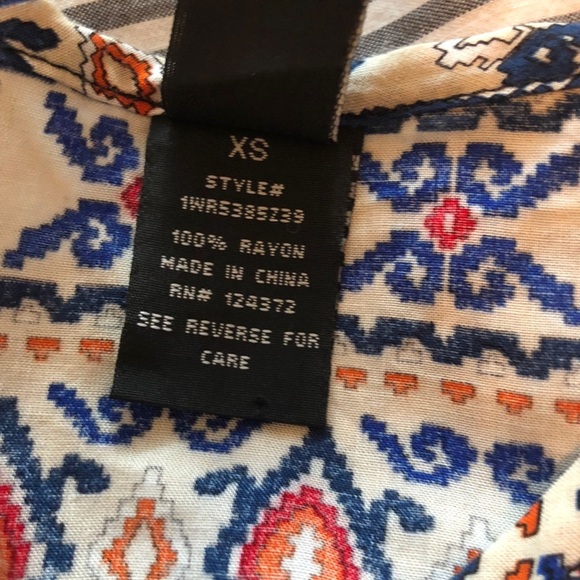 XS
STYLE#
1WR5385Z39
100% RAYON
MADE IN CHINA
RN# 124372
SEE REVERSE FOR
CARE